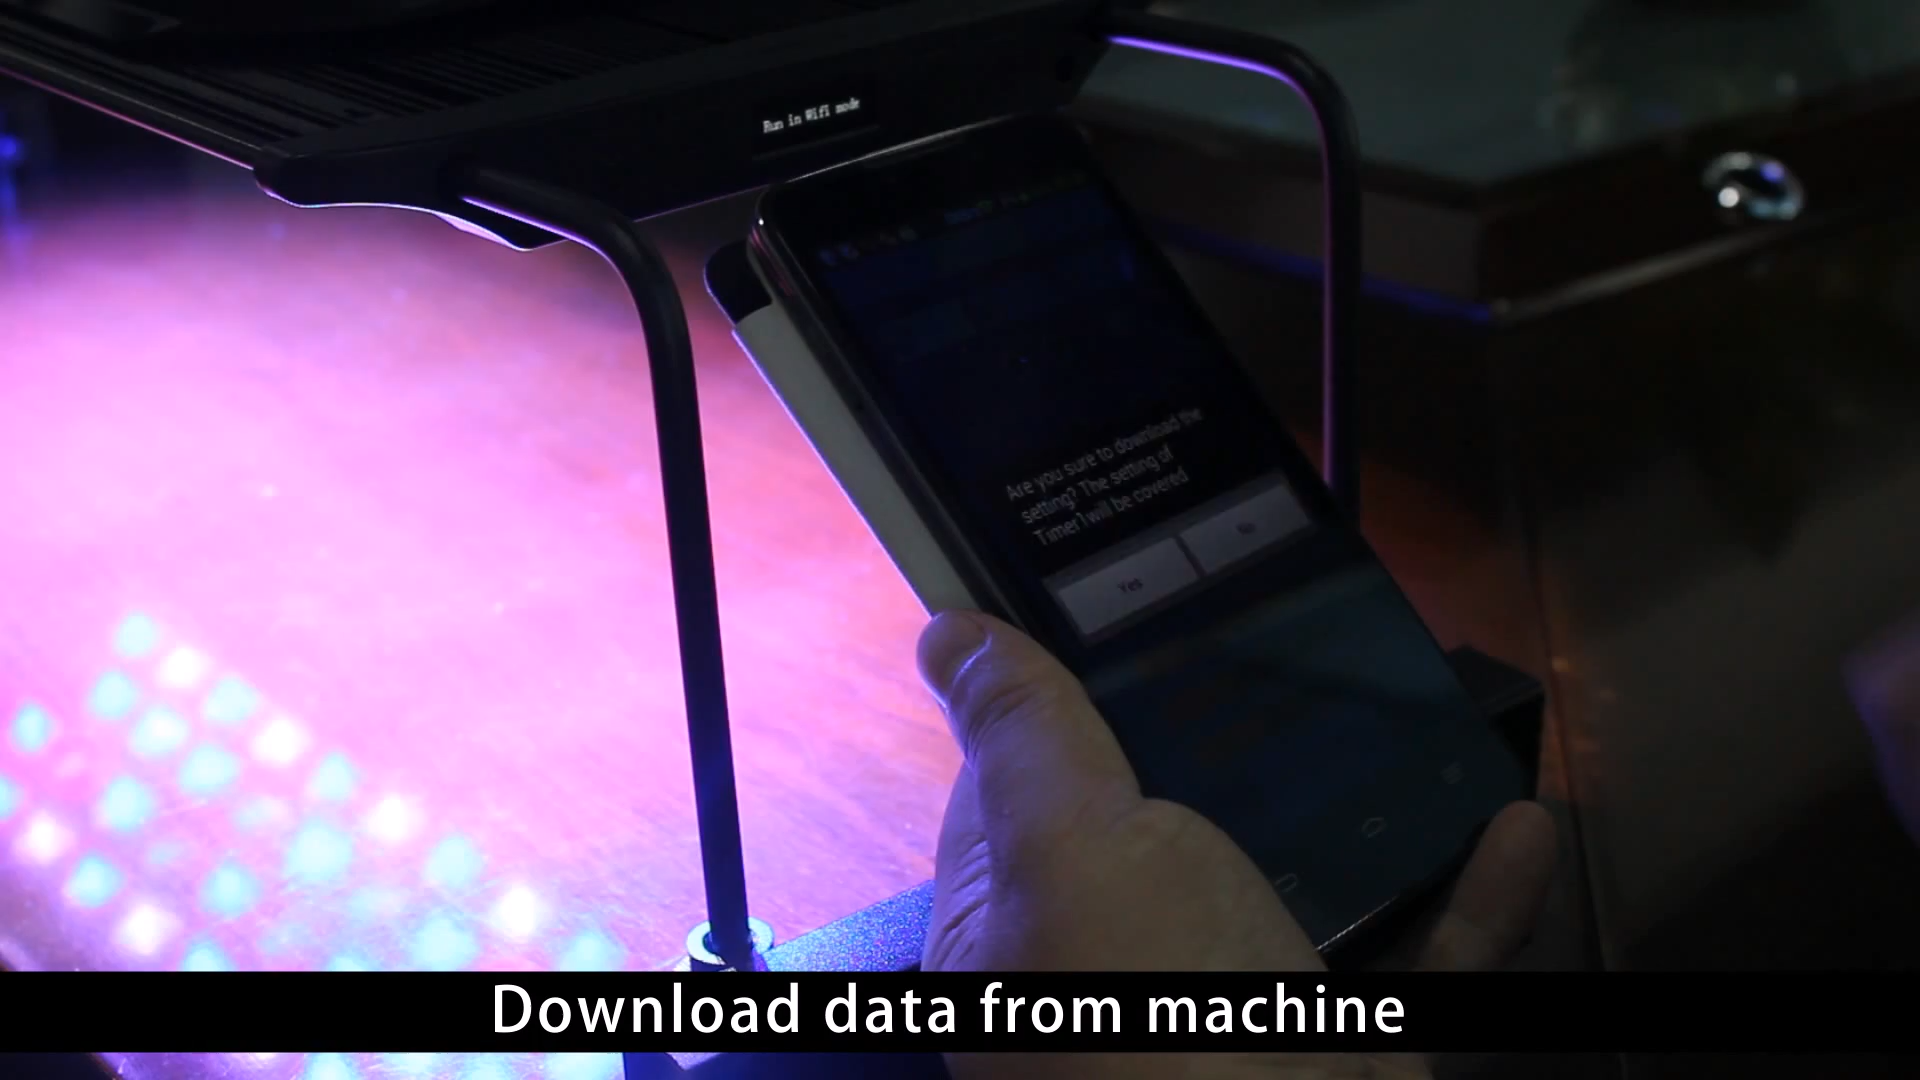 Run in Wifi mode
Are you sure to download the
setting? The setting of
Timer1 will be covered
Yes
No
Download data from machine